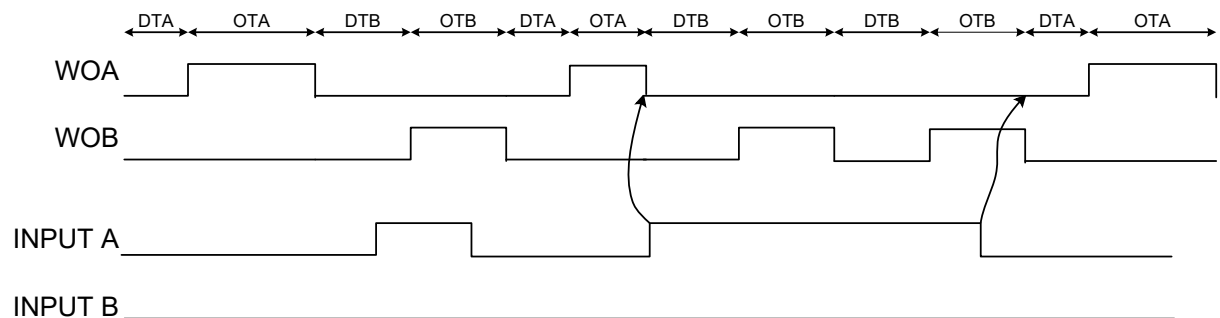 DTA OTA DTB OTB DTA OTA DTB OTB DTB OTB DTA OTA
WOA
WOB
INPUT A
INPUT B